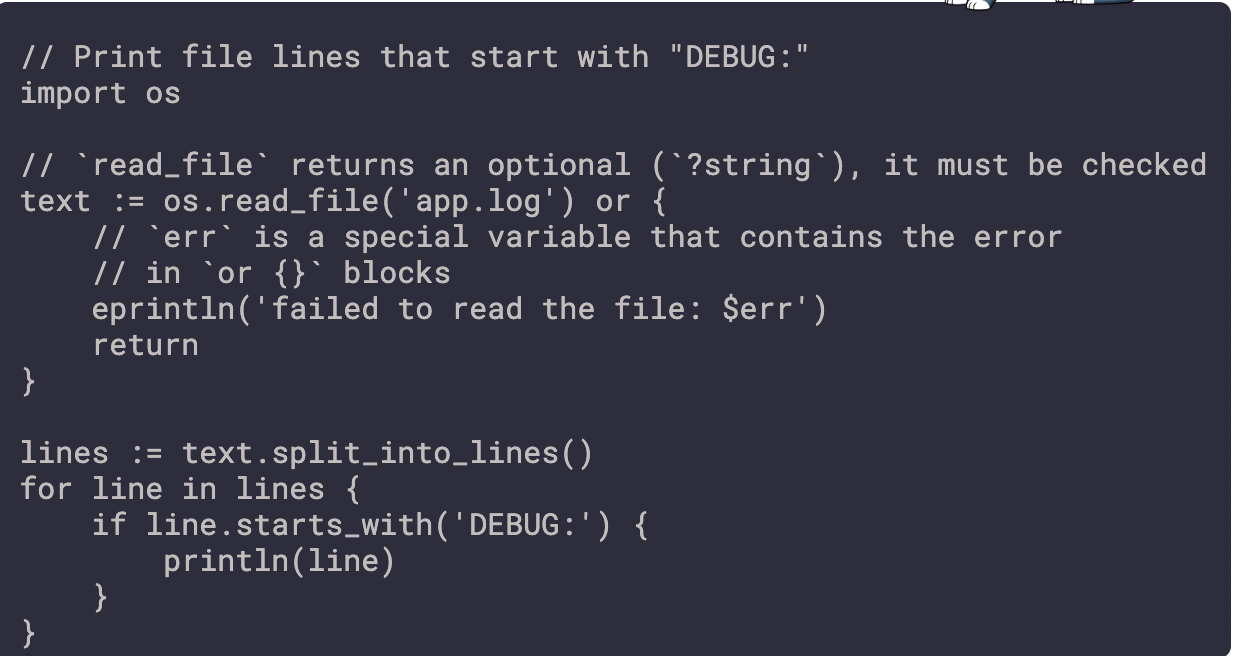 // Print file lines that start with "DEBUG:"
import os

// `read_file` returns an optional (`?string`), it must be checked
text := os.read_file('app.log') or {
    // `err` is a special variable that contains the error
    // in `or {}` blocks
    eprintln('failed to read the file: $err')
    return
}

lines := text.split_into_lines()
for line in lines {
    if line.starts_with('DEBUG:') {
        println(line)
    }
}